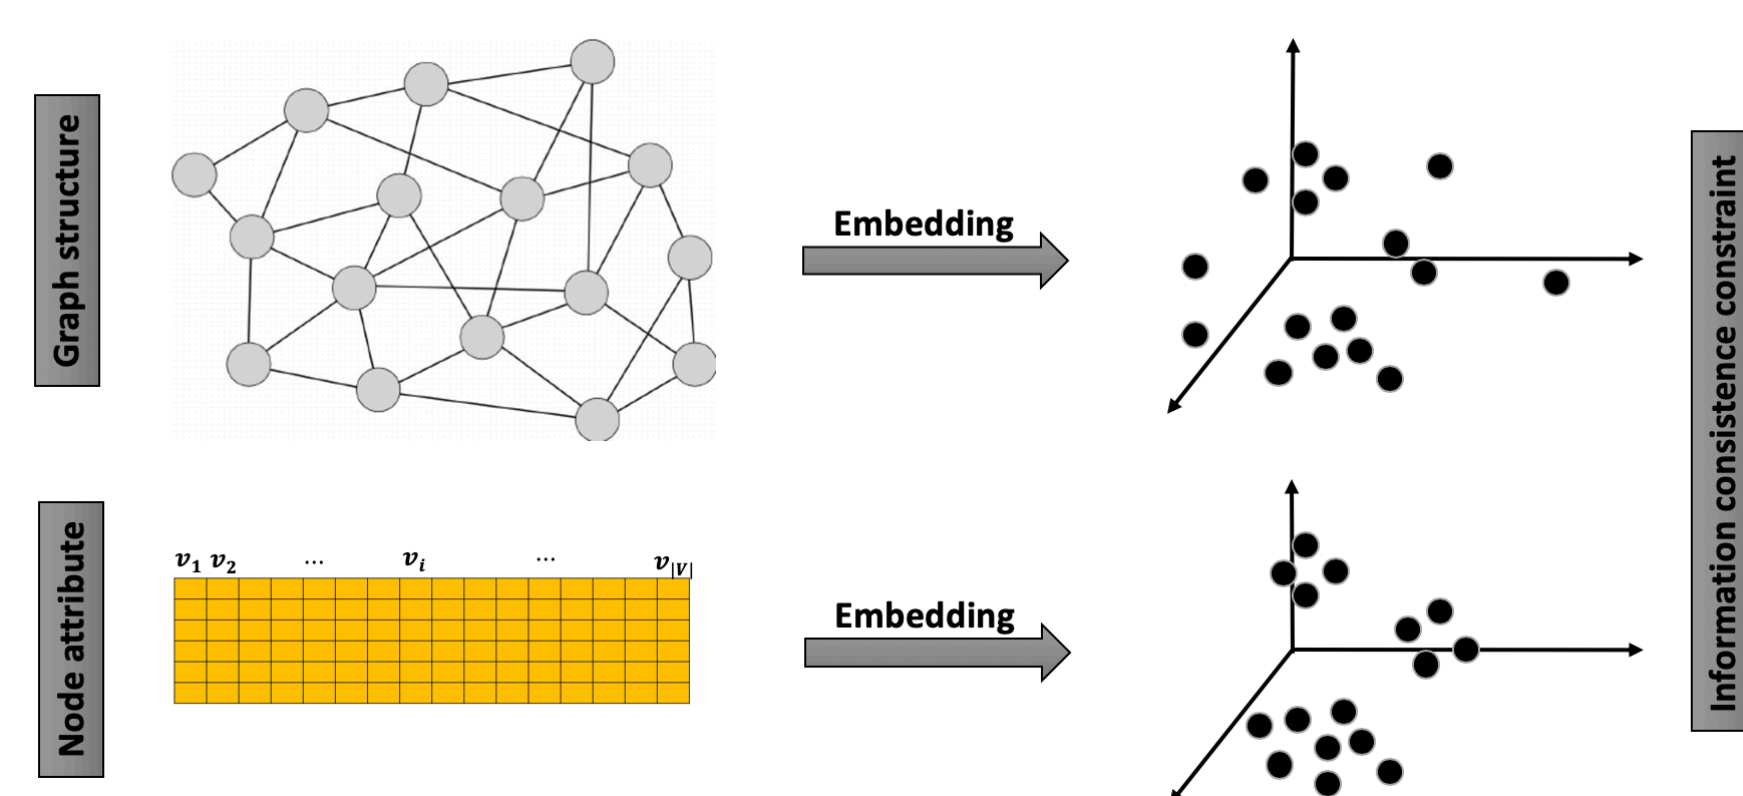 Graph structure
Embedding
Information consistence constraint
Node attribute
v₁ v₂ ... vᵢ ... v|V|
Embedding